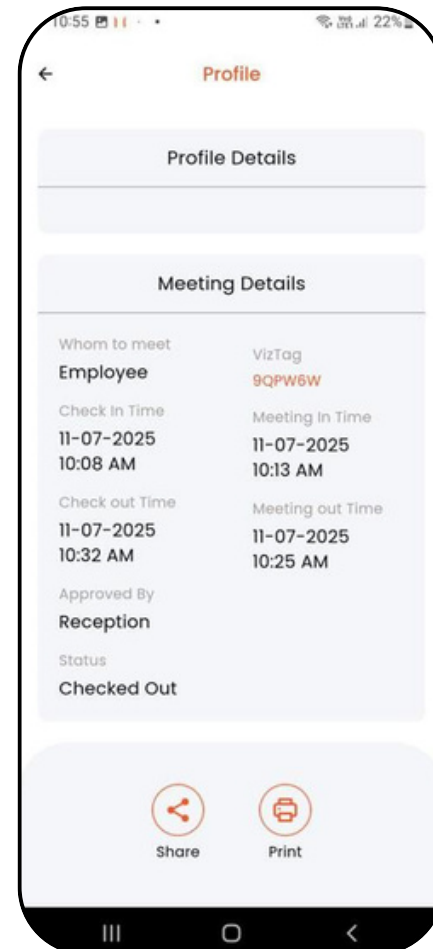 10:55 22%
Profile
Profile Details
Meeting Details
Whom to meet
Employee
VizTag
9QPW6W
Check In Time
11-07-2025
10:08 AM
Meeting In Time
11-07-2025
10:13 AM
Check out Time
11-07-2025
10:32 AM
Meeting out Time
11-07-2025
10:25 AM
Approved By
Reception
Status
Checked Out
Share
Print